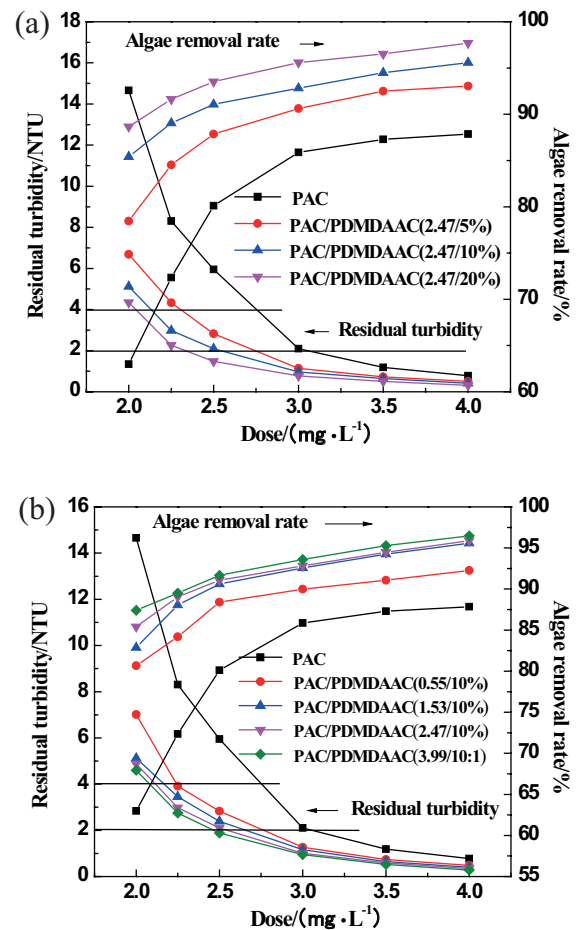 (a)
Algae removal rate
18
16
14
12
10
8
6
4
2
0
Residual turbidity/NTU
100
90
80
70
60
Algae removal rate/%
PAC
PAC/PDMDAAC(2.47/5%)
PAC/PDMDAAC(2.47/10%)
PAC/PDMDAAC(2.47/20%)
Residual turbidity
2.0 2.5 3.0 3.5 4.0
Dose/(mg·L-1)
(b)
Algae removal rate
16
14
12
10
8
6
4
2
0
Residual turbidity/NTU
100
95
90
85
80
75
70
65
60
55
Algae removal rate/%
PAC
PAC/PDMDAAC(0.55/10%)
PAC/PDMDAAC(1.53/10%)
PAC/PDMDAAC(2.47/10%)
PAC/PDMDAAC(3.99/10:1)
Residual turbidity
2.0 2.5 3.0 3.5 4.0
Dose/(mg·L-1)